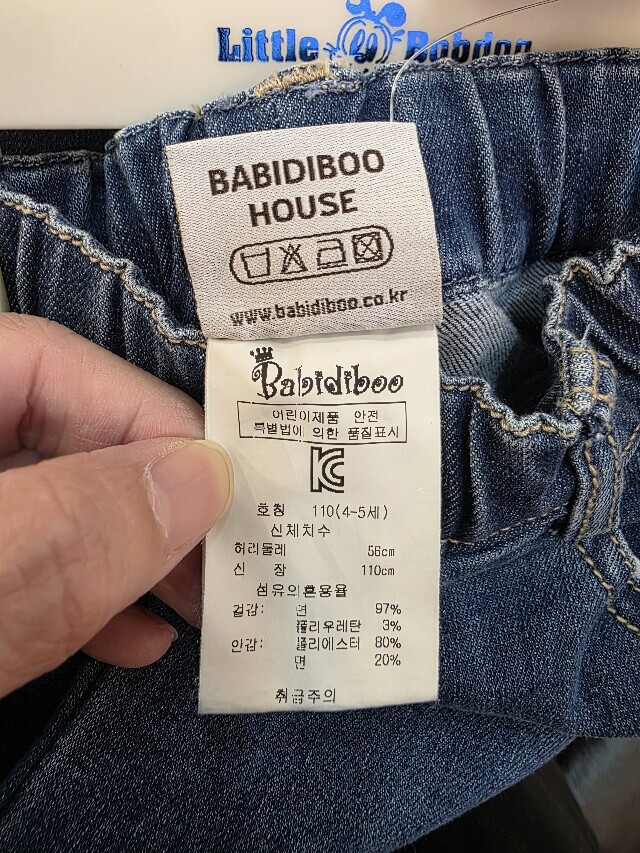 Little Bobdog
BABIDIBOO
HOUSE
www.babidiboo.co.kr
Babidiboo
어린이제품 안전
특별법에 의한 품질표시
KC
호칭 110(4-5세)
신체치수
허리둘레 56cm
신 장 110cm
섬유의혼용율
겉감: 면 97%
폴리우레탄 3%
안감: 폴리에스터 80%
면 20%
취급주의